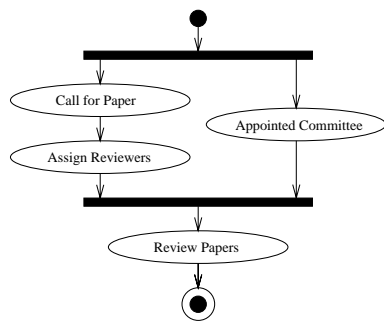 Call for Paper
Appointed Committee
Assign Reviewers
Review Papers